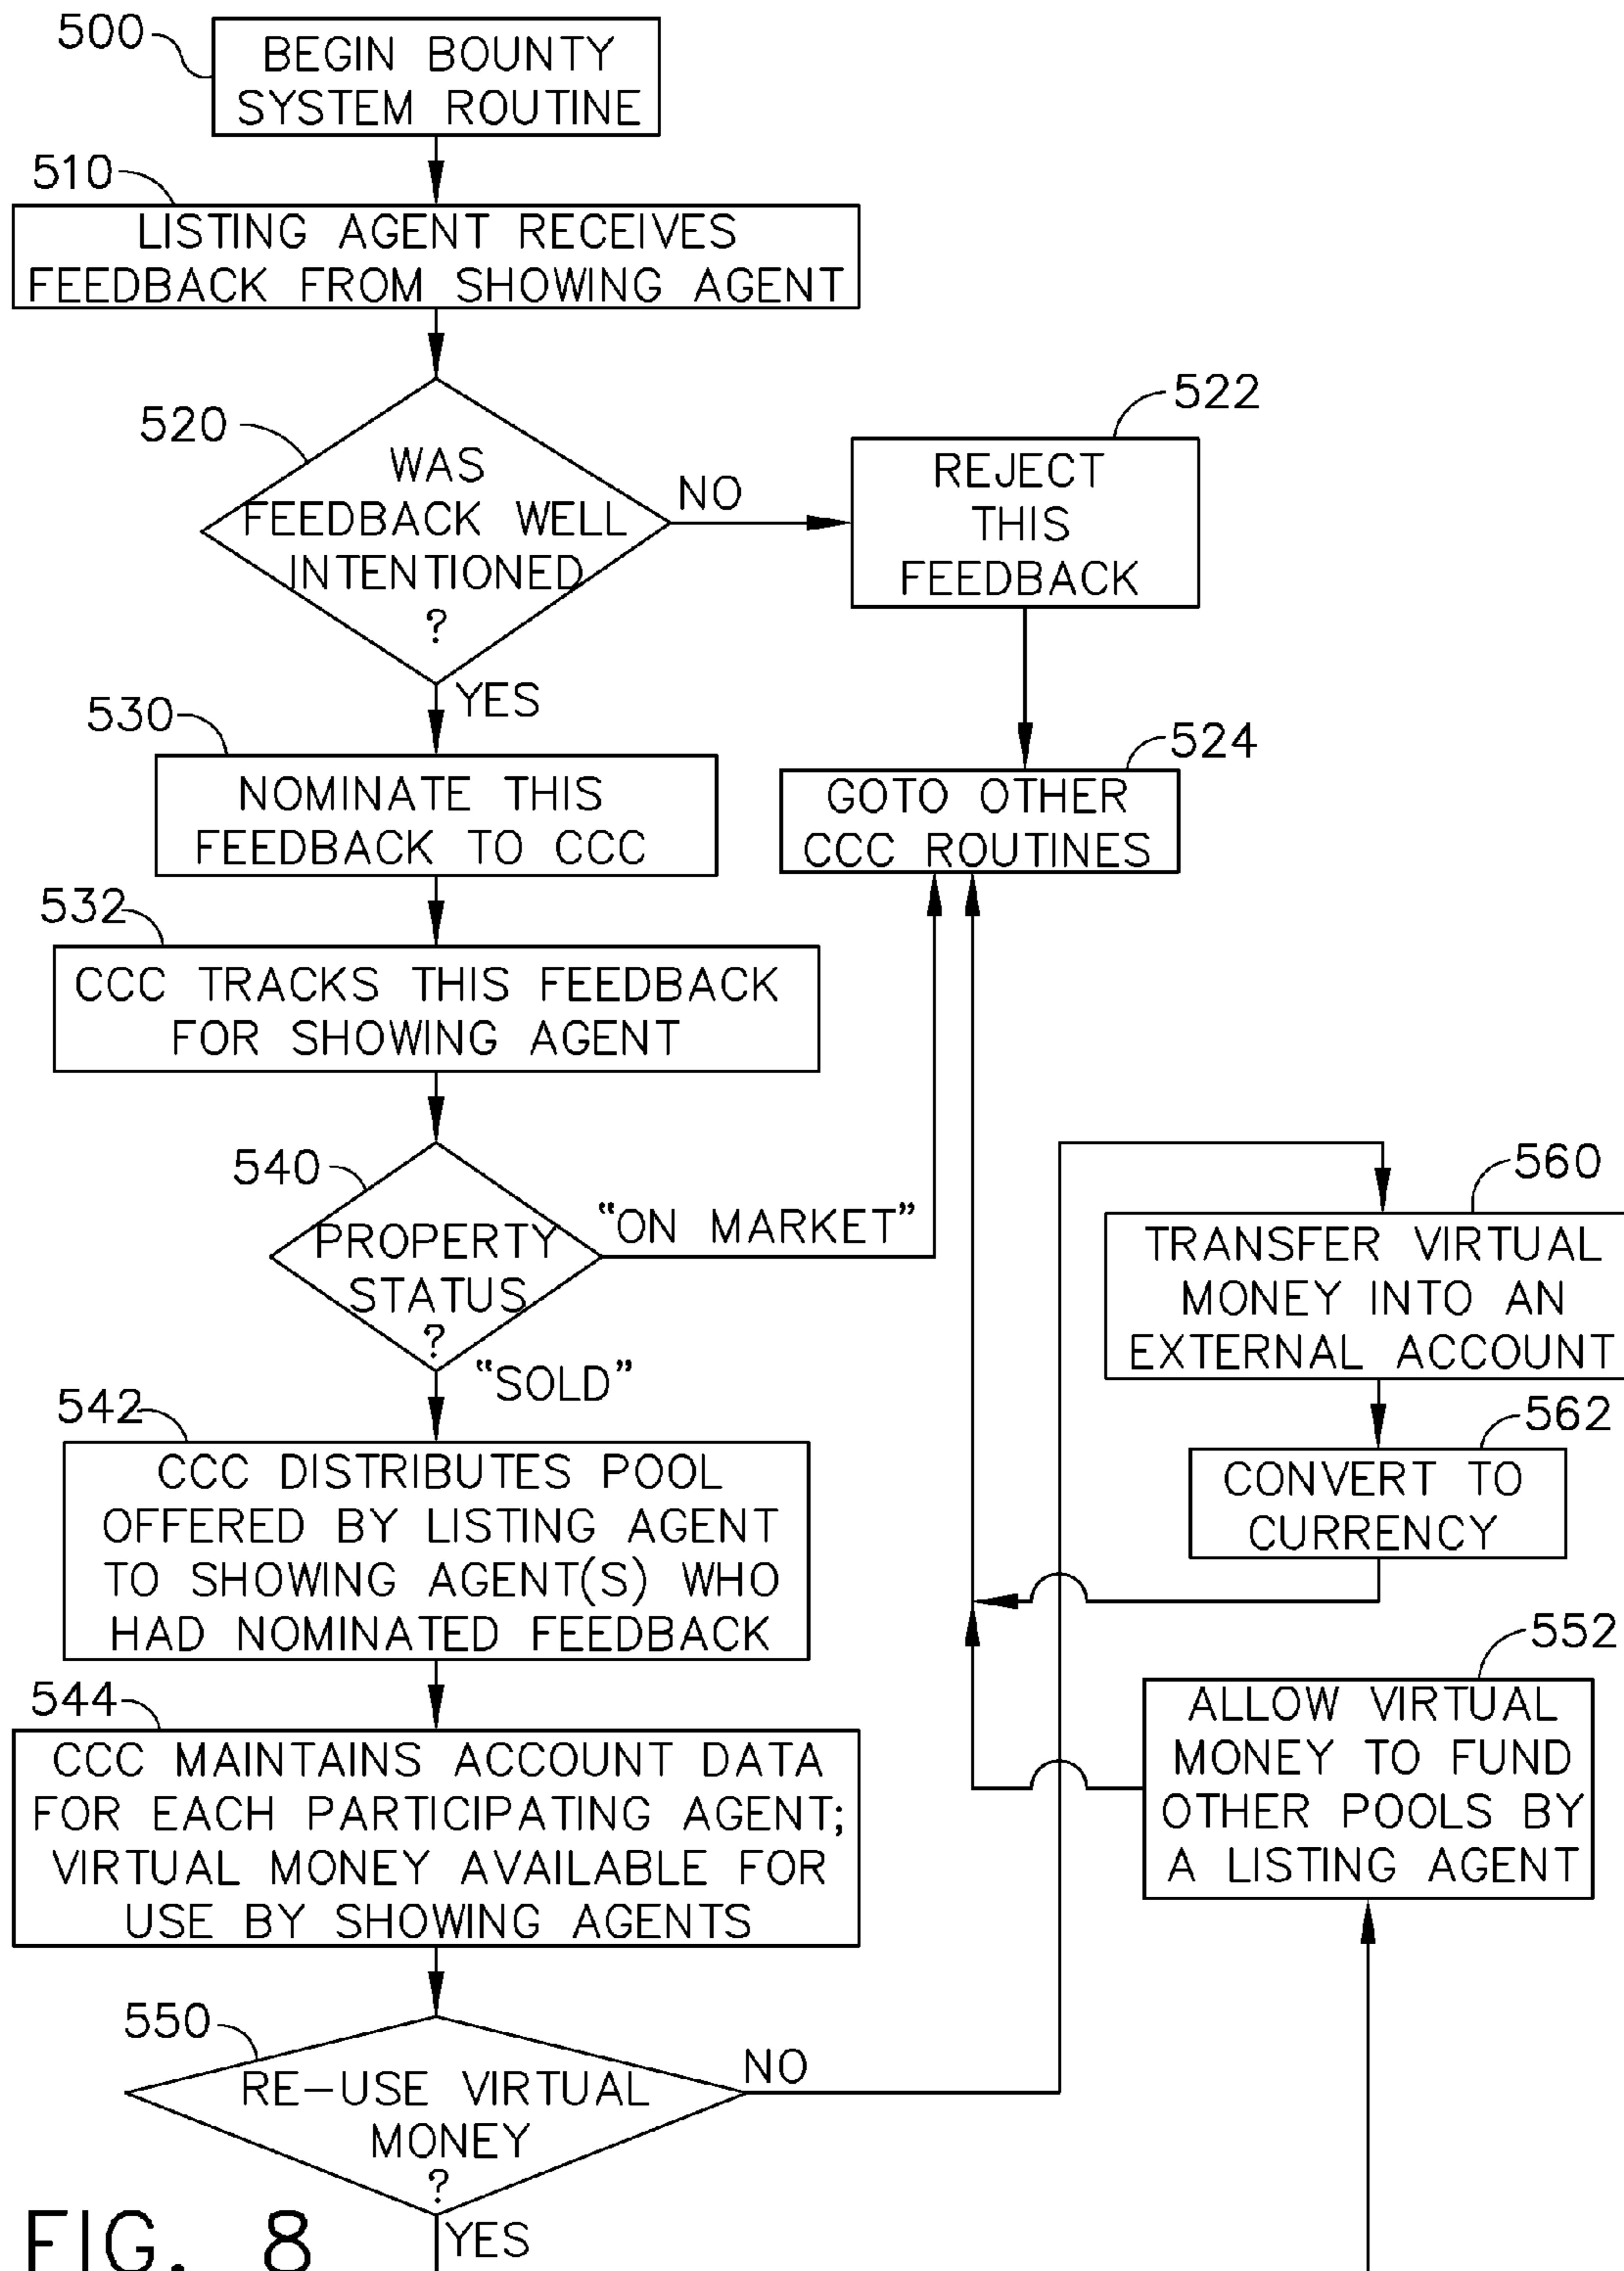 500
BEGIN BOUNTY
SYSTEM ROUTINE
510
LISTING AGENT RECEIVES
FEEDBACK FROM SHOWING AGENT
520
WAS
FEEDBACK WELL
INTENTIONED
?
NO
522
REJECT
THIS
FEEDBACK
YES
530
NOMINATE THIS
FEEDBACK TO CCC
524
GOTO OTHER
CCC ROUTINES
532
CCC TRACKS THIS FEEDBACK
FOR SHOWING AGENT
540
PROPERTY
STATUS
?
“ON MARKET”
“SOLD”
560
TRANSFER VIRTUAL
MONEY INTO AN
EXTERNAL ACCOUNT
542
CCC DISTRIBUTES POOL
OFFERED BY LISTING AGENT
TO SHOWING AGENT(S) WHO
HAD NOMINATED FEEDBACK
562
CONVERT TO
CURRENCY
544
CCC MAINTAINS ACCOUNT DATA
FOR EACH PARTICIPATING AGENT;
VIRTUAL MONEY AVAILABLE FOR
USE BY SHOWING AGENTS
552
ALLOW VIRTUAL
MONEY TO FUND
OTHER POOLS BY
A LISTING AGENT
550
RE-USE VIRTUAL
MONEY
?
NO
YES
FIG. 8